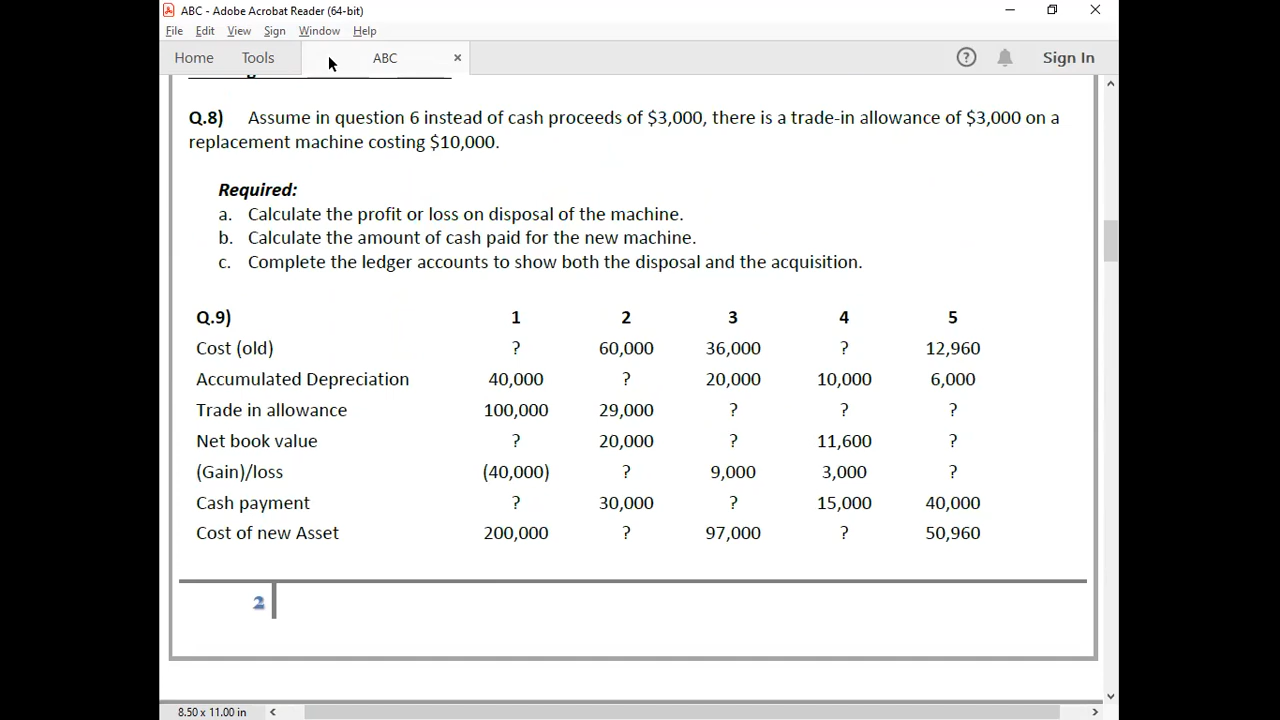 ABC - Adobe Acrobat Reader (64-bit)
File Edit View Sign Window Help
Home Tools ABC × ? Sign In
Q.8) Assume in question 6 instead of cash proceeds of $3,000, there is a trade-in allowance of $3,000 on a
replacement machine costing $10,000.
Required:
a. Calculate the profit or loss on disposal of the machine.
b. Calculate the amount of cash paid for the new machine.
c. Complete the ledger accounts to show both the disposal and the acquisition.
Q.9) 1 2 3 4 5
Cost (old) ? 60,000 36,000 ? 12,960
Accumulated Depreciation 40,000 ? 20,000 10,000 6,000
Trade in allowance 100,000 29,000 ? ? ?
Net book value ? 20,000 ? 11,600 ?
(Gain)/loss (40,000) ? 9,000 3,000 ?
Cash payment ? 30,000 ? 15,000 40,000
Cost of new Asset 200,000 ? 97,000 ? 50,960
2
8.50 x 11.00 in